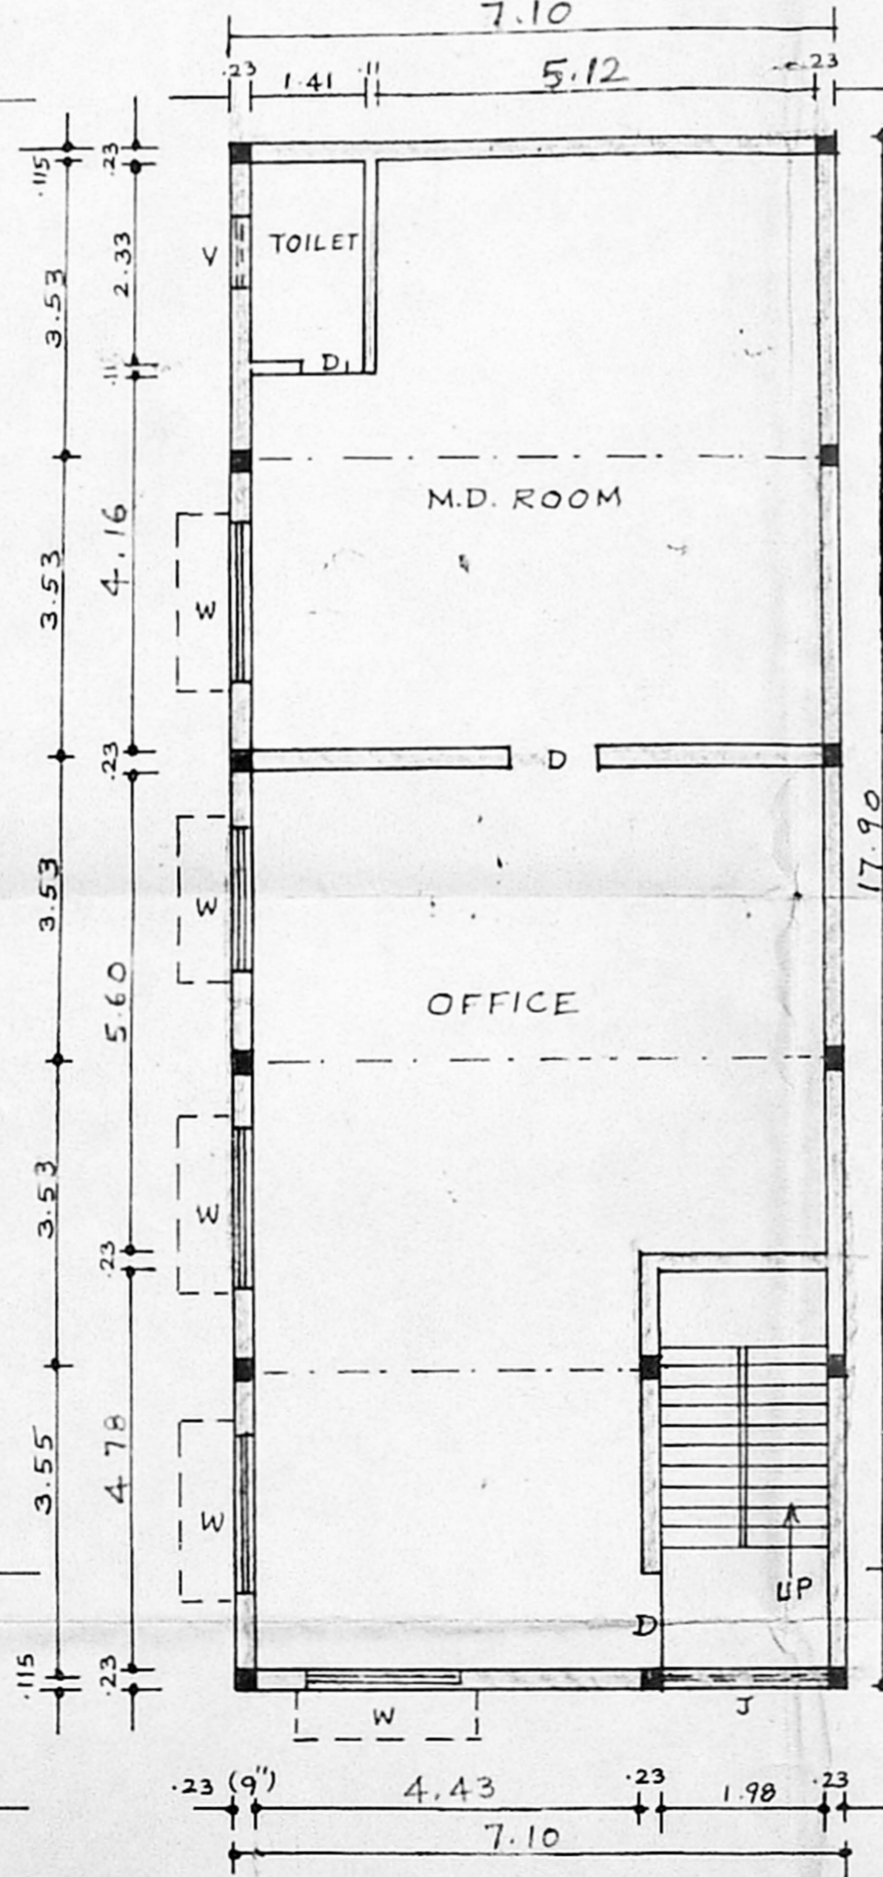 7.10
.23 1.41 .11 5.12 .23
.115
.23
TOILET
V
2.33
3.53
D
.11
M.D. ROOM
4.16
3.53
W
.23
D
17.90
3.53
W
OFFICE
5.60
3.53
W
.23
4.78
3.55
W
UP
D
.115
.23
W
J
.23 (9") 4.43 .23 1.98 .23
7.10